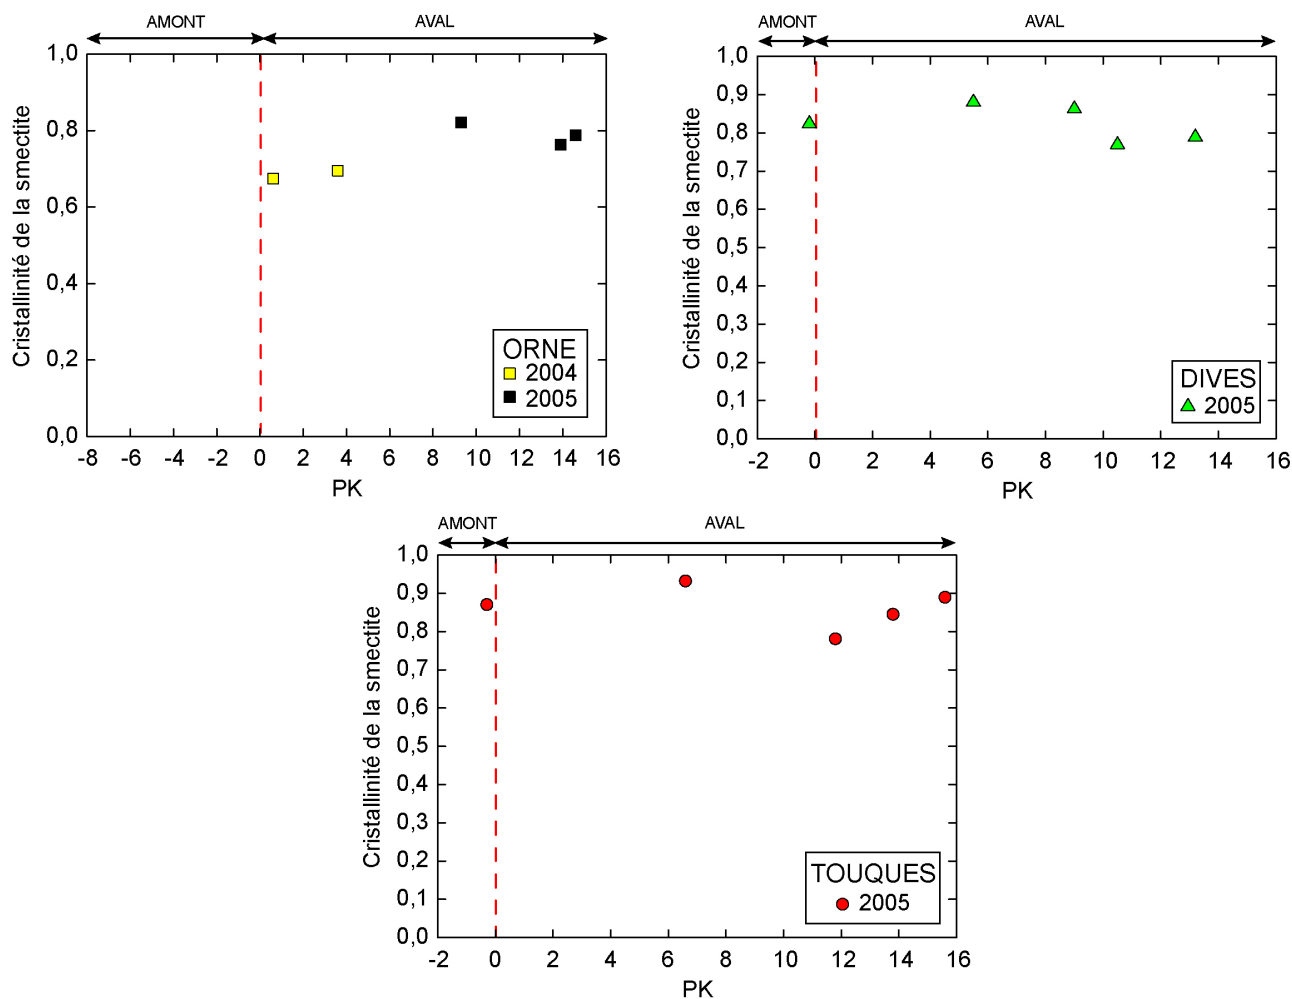 AMONT AVAL
1,0
0,8
0,6
0,4
0,2
0,0
Cristallinité de la smectite
-8 -6 -4 -2 0 2 4 6 8 10 12 14 16
PK
ORNE
2004
2005
AMONT AVAL
1,0
0,9
0,8
0,7
0,6
0,5
0,4
0,3
0,2
0,1
0,0
Cristallinité de la smectite
-2 0 2 4 6 8 10 12 14 16
PK
DIVES
2005
AMONT AVAL
1,0
0,9
0,8
0,7
0,6
0,5
0,4
0,3
0,2
0,1
0,0
Cristallinité de la smectite
-2 0 2 4 6 8 10 12 14 16
PK
TOUQUES
2005